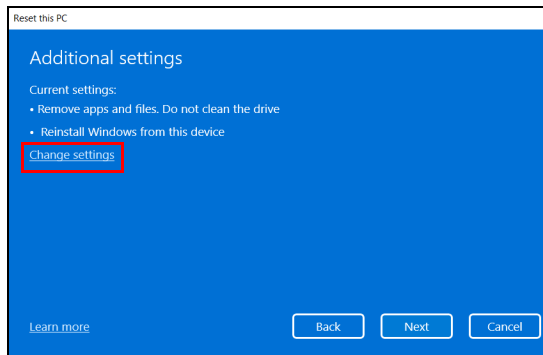 Reset this PC
Additional settings
Current settings:
• Remove apps and files. Do not clean the drive
• Reinstall Windows from this device
Change settings
Learn more
Back
Next
Cancel